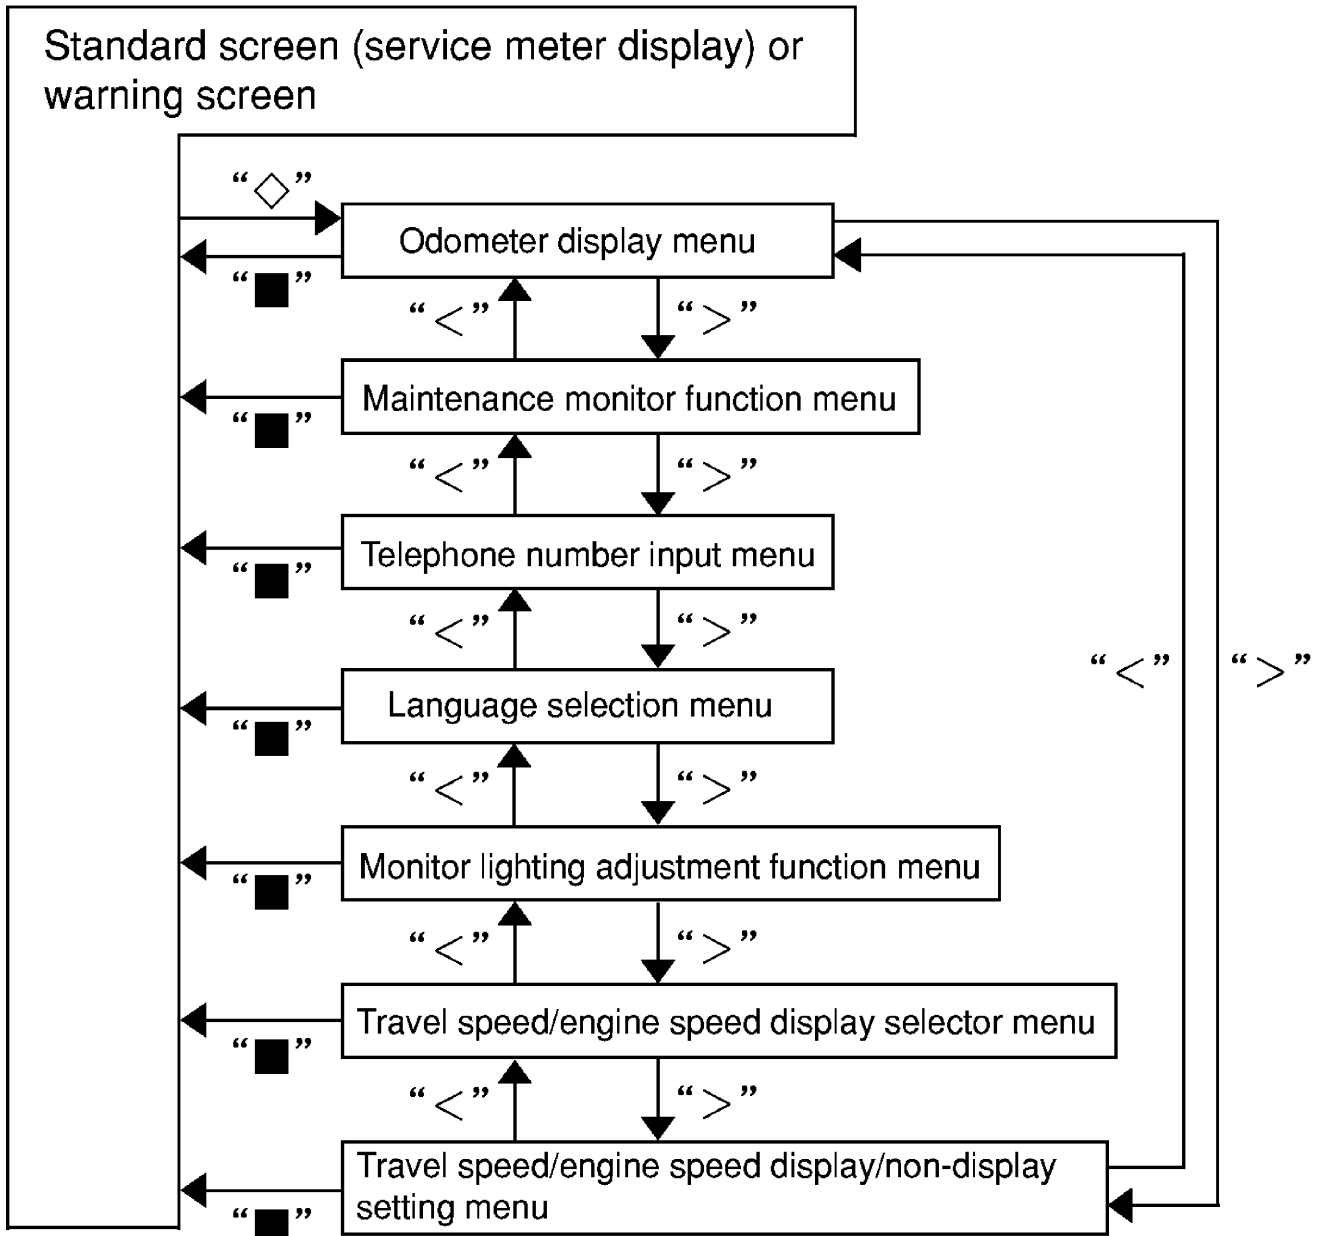 Standard screen (service meter display) or
warning screen
“◇”
Odometer display menu
“■”
“<” “>”
Maintenance monitor function menu
“■”
“<” “>”
Telephone number input menu
“■”
“<” “>”
“<” “>”
Language selection menu
“■”
“<” “>”
Monitor lighting adjustment function menu
“■”
“<” “>”
Travel speed/engine speed display selector menu
“■”
“<” “>”
Travel speed/engine speed display/non-display
setting menu
“■”